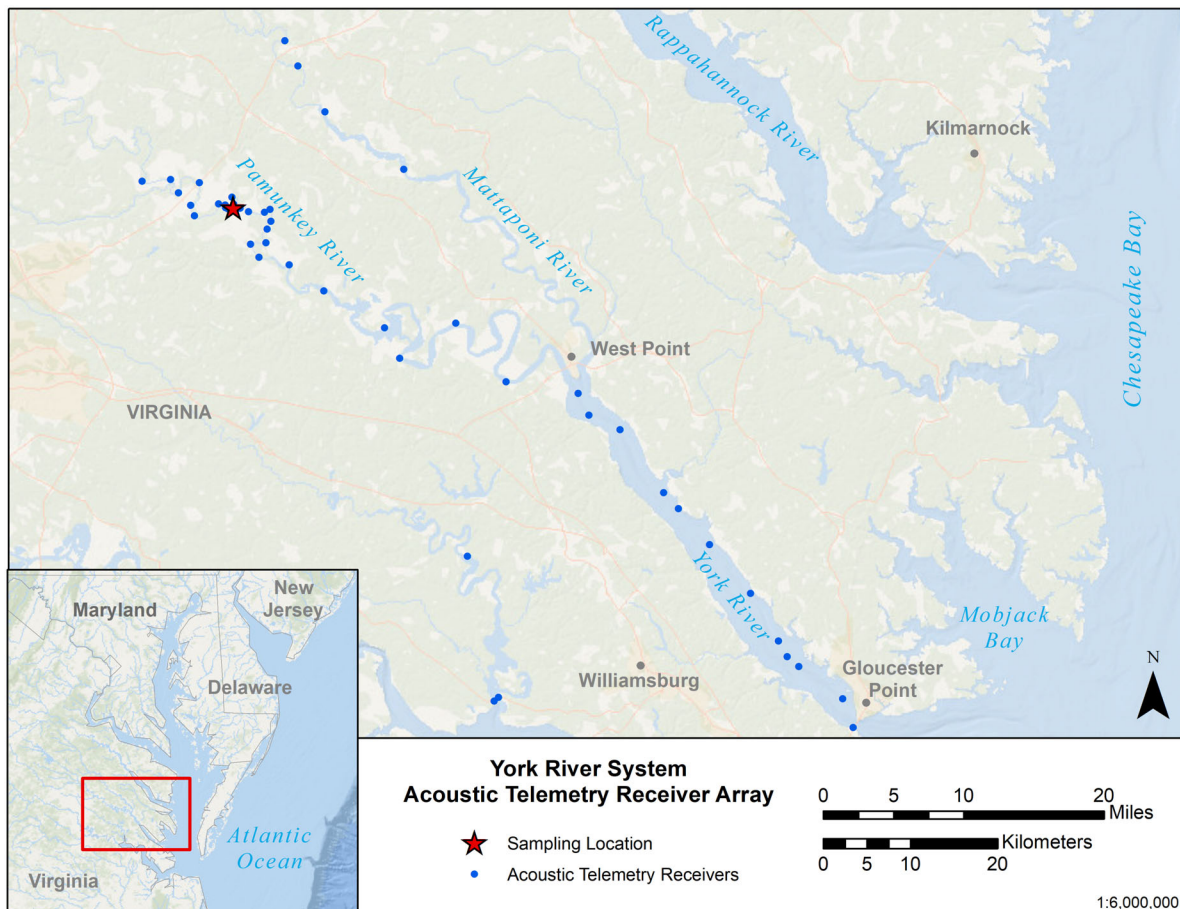 Rappahannock River
Kilmarnock
Pamunkey River
Mattaponi River
Chesapeake Bay
West Point
VIRGINIA
York River
Mobjack
Bay
Gloucester
Point
Williamsburg
N
New
Jersey
Maryland
Delaware
Atlantic
Ocean
Virginia
York River System
Acoustic Telemetry Receiver Array
Sampling Location
Acoustic Telemetry Receivers
0 5 10 20
Miles
Kilometers
0 5 10 20
1:6,000,000